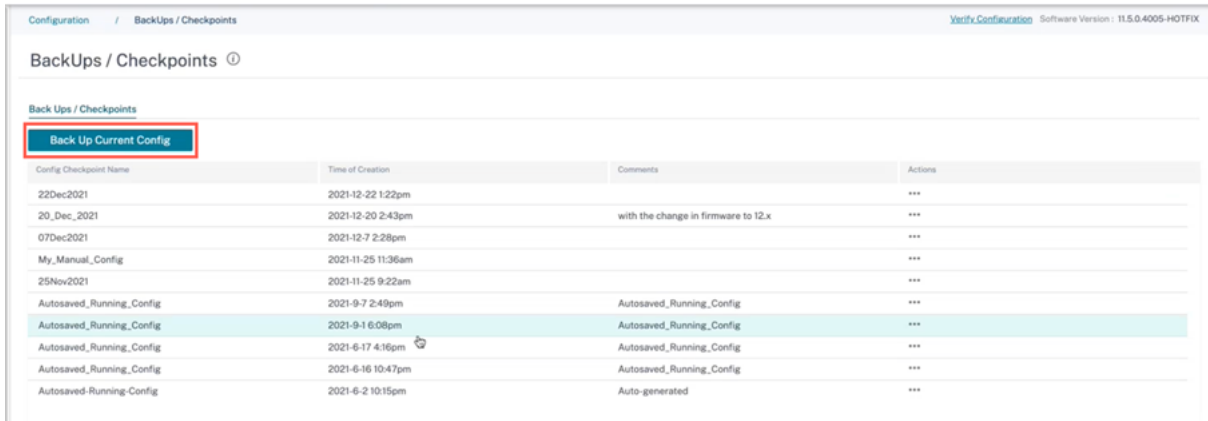 Configuration / BackUps / Checkpoints Verify Configuration Software Version : 11.5.0.4005-HOTFIX
BackUps / Checkpoints
Back Ups / Checkpoints
Back Up Current Config
Config Checkpoint Name Time of Creation Comments Actions
22Dec2021 2021-12-22 1:22pm
20_Dec_2021 2021-12-20 2:43pm with the change in firmware to 12.x
07Dec2021 2021-12-7 2:28pm
My_Manual_Config 2021-11-25 11:36am
25Nov2021 2021-11-25 9:22am
Autosaved_Running_Config 2021-9-7 2:49pm Autosaved_Running_Config
Autosaved_Running_Config 2021-9-1 6:08pm Autosaved_Running_Config
Autosaved_Running_Config 2021-6-17 4:16pm Autosaved_Running_Config
Autosaved_Running_Config 2021-6-16 10:47pm Autosaved_Running_Config
Autosaved-Running-Config 2021-6-2 10:15pm Auto-generated